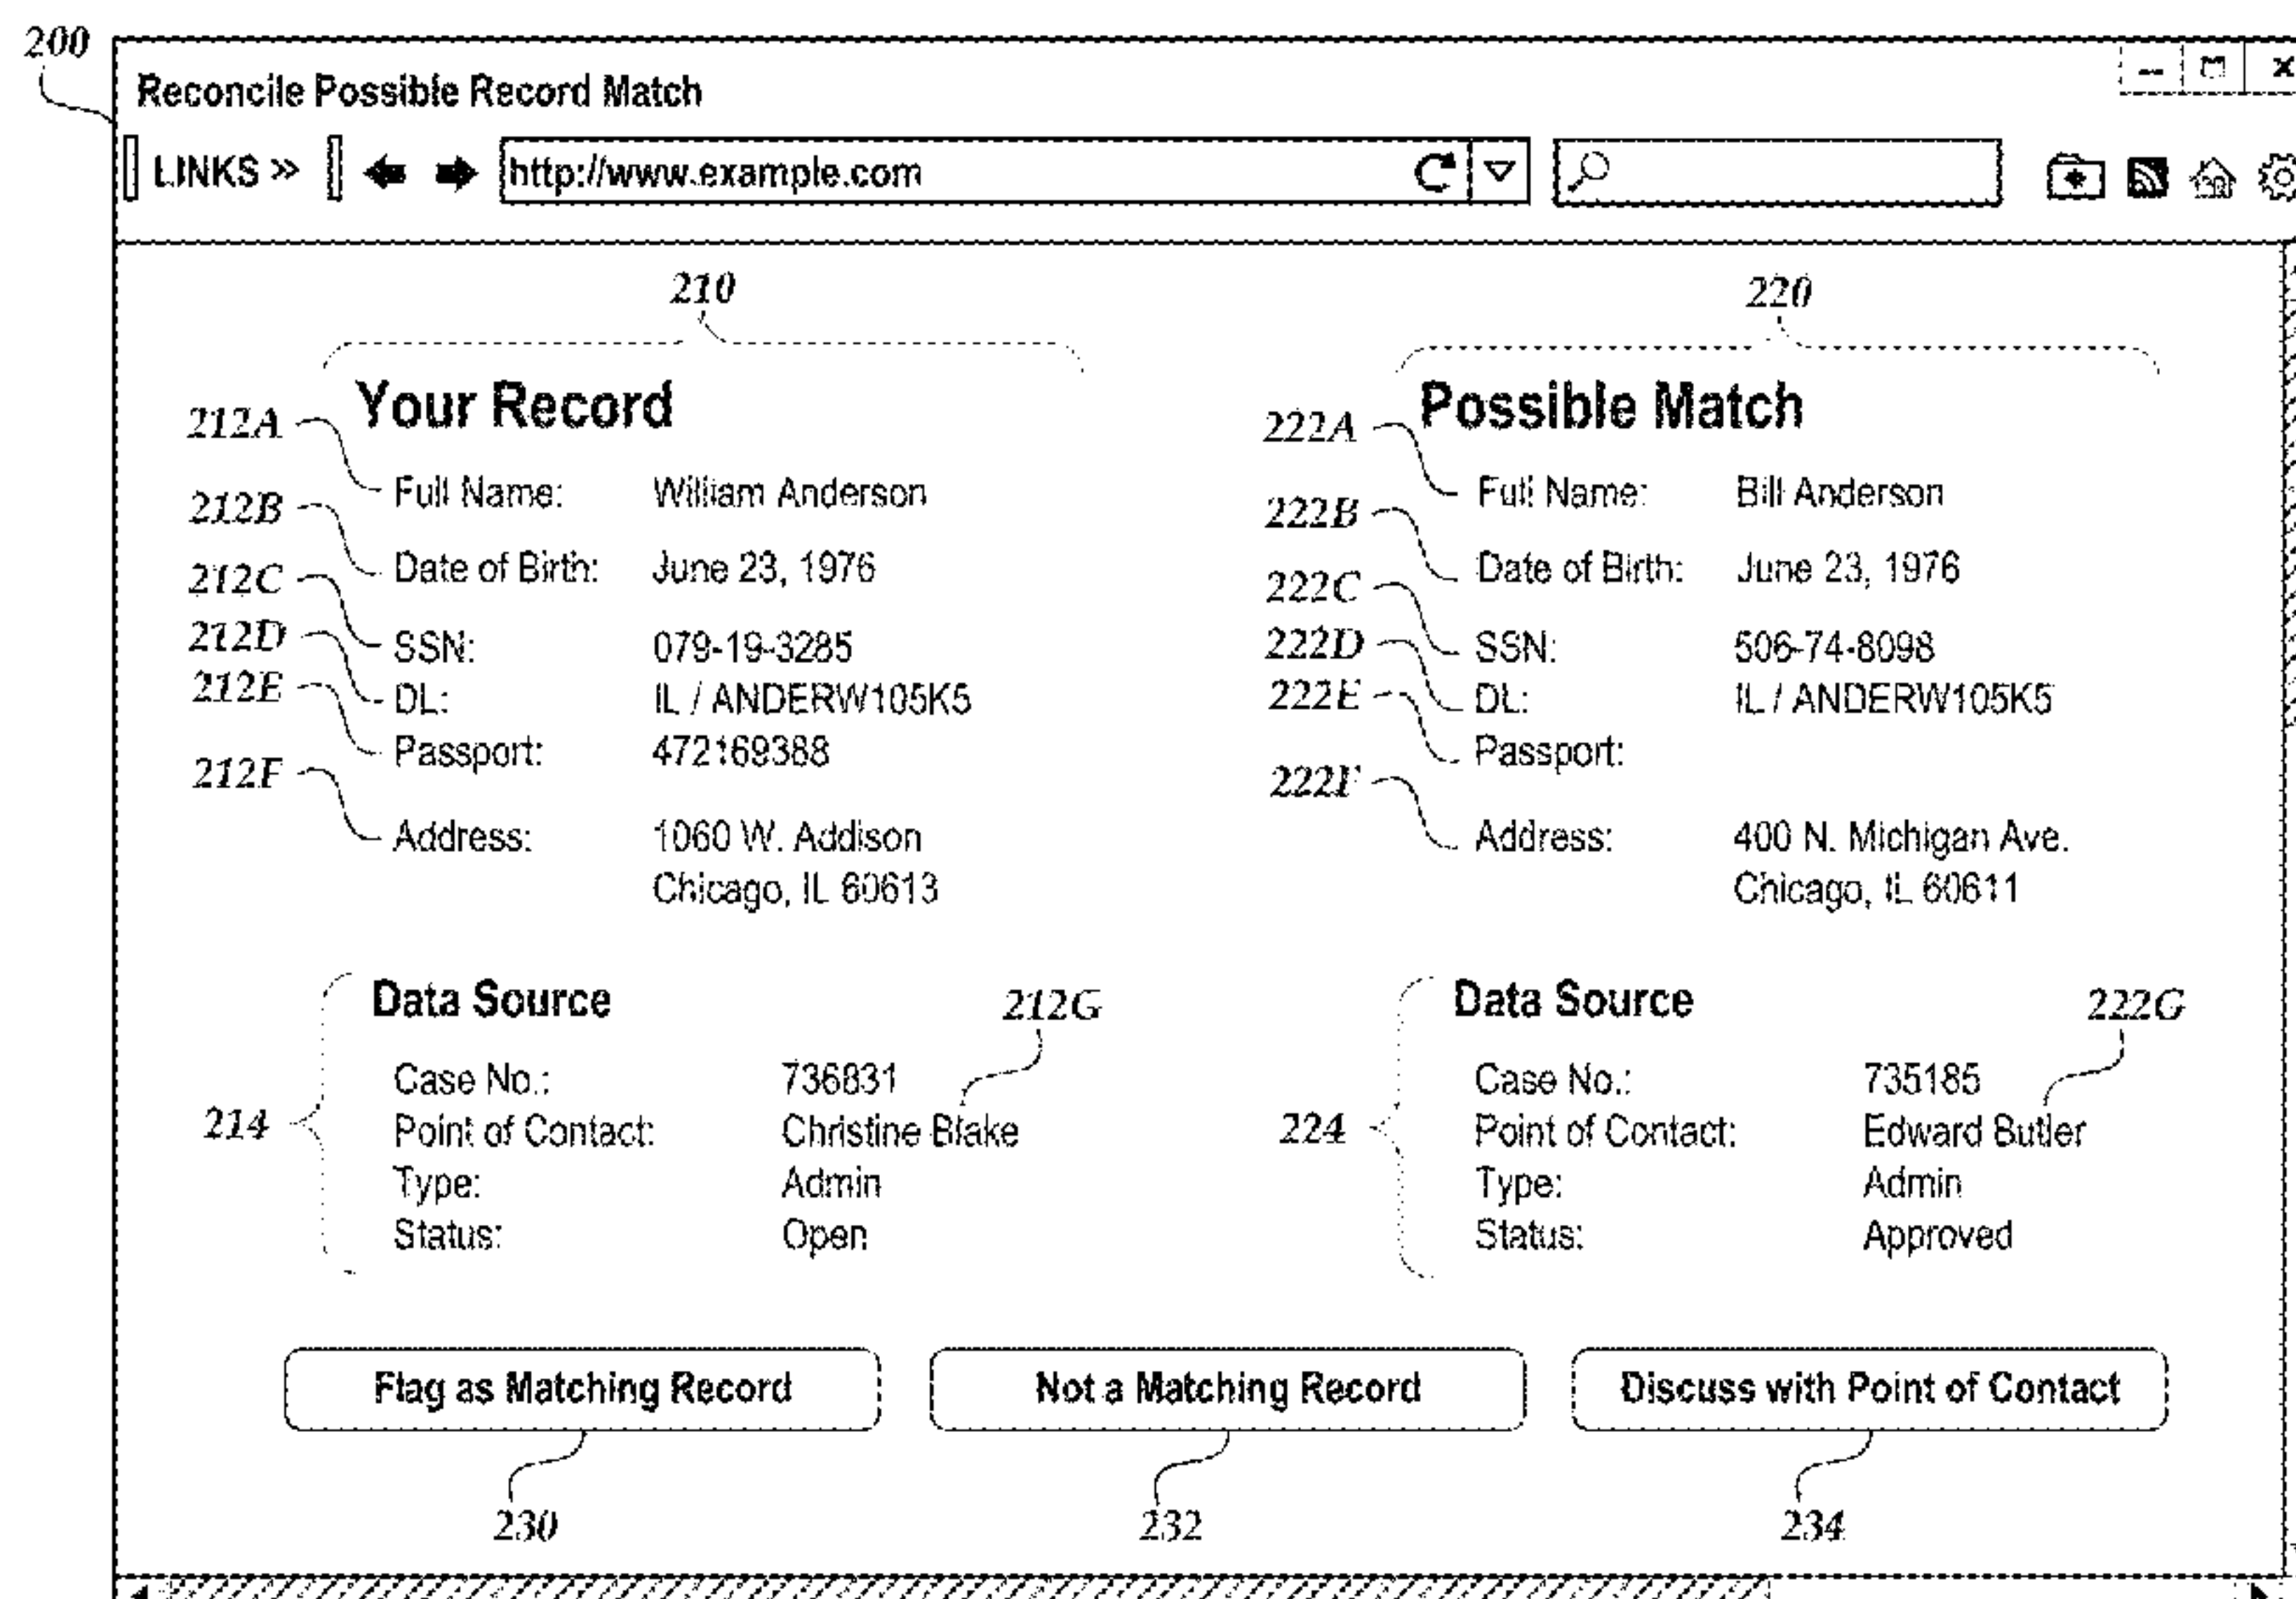 200
Reconcile Possible Record Match
LINKS »
http://www.example.com
210
220
Your Record
Possible Match
212A
Full Name: William Anderson
222A
Full Name: Bill Anderson
212B
Date of Birth: June 23, 1976
222B
Date of Birth: June 23, 1976
212C
SSN: 079-19-3285
222C
SSN: 506-74-8098
212D
DL: IL / ANDERW105K5
222D
DL: IL / ANDERW105K5
212E
Passport: 472169388
222E
Passport:
212F
Address: 1060 W. Addison
Chicago, IL 60613
222F
Address: 400 N. Michigan Ave.
Chicago, IL 60611
214
Data Source
212G
Case No.: 736831
Point of Contact: Christine Blake
Type: Admin
Status: Open
224
Data Source
222G
Case No.: 735185
Point of Contact: Edward Butler
Type: Admin
Status: Approved
Flag as Matching Record
Not a Matching Record
Discuss with Point of Contact
230
232
234